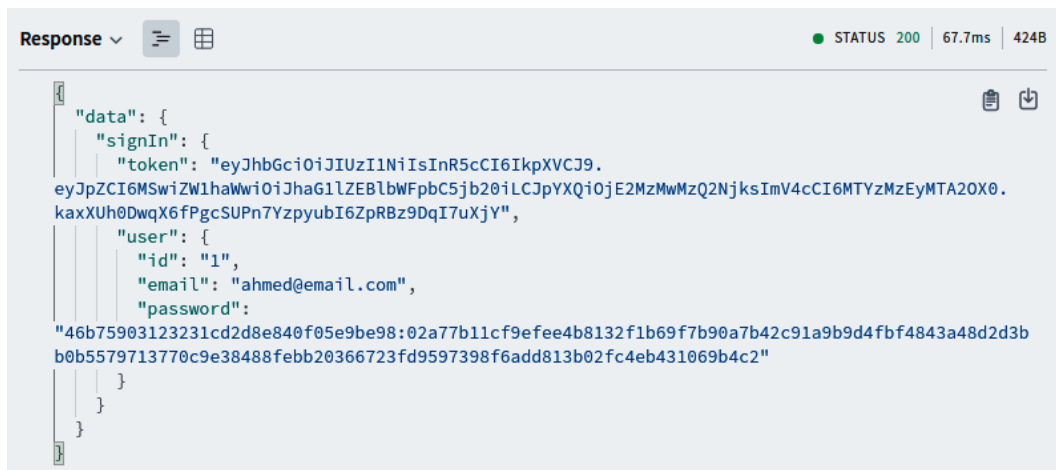 Response
STATUS 200 67.7ms 424B
{
"data": {
"signIn": {
"token": "eyJhbGciOiJIUzI1NiIsInR5cCI6IkpXVCJ9.
eyJpZCI6MSwiZW1haWwiOiJhaG1lZEBlbWFpbC5jb20iLCJpYXQiOjE2MzMwMzQ2NjksImV4cCI6MTYzMzEyMTA2OX0.
kaxXUh0DwqX6fPgcSUPn7YzpyubI6ZpRBz9DqI7uXjY",
"user": {
"id": "1",
"email": "ahmed@email.com",
"password":
"46b75903123231cd2d8e840f05e9be98:02a77b11cf9efee4b8132f1b69f7b90a7b42c91a9b9d4fbf4843a48d2d3b
b0b5579713770c9e38488febb20366723fd9597398f6add813b02fc4eb431069b4c2"
}
}
}
}